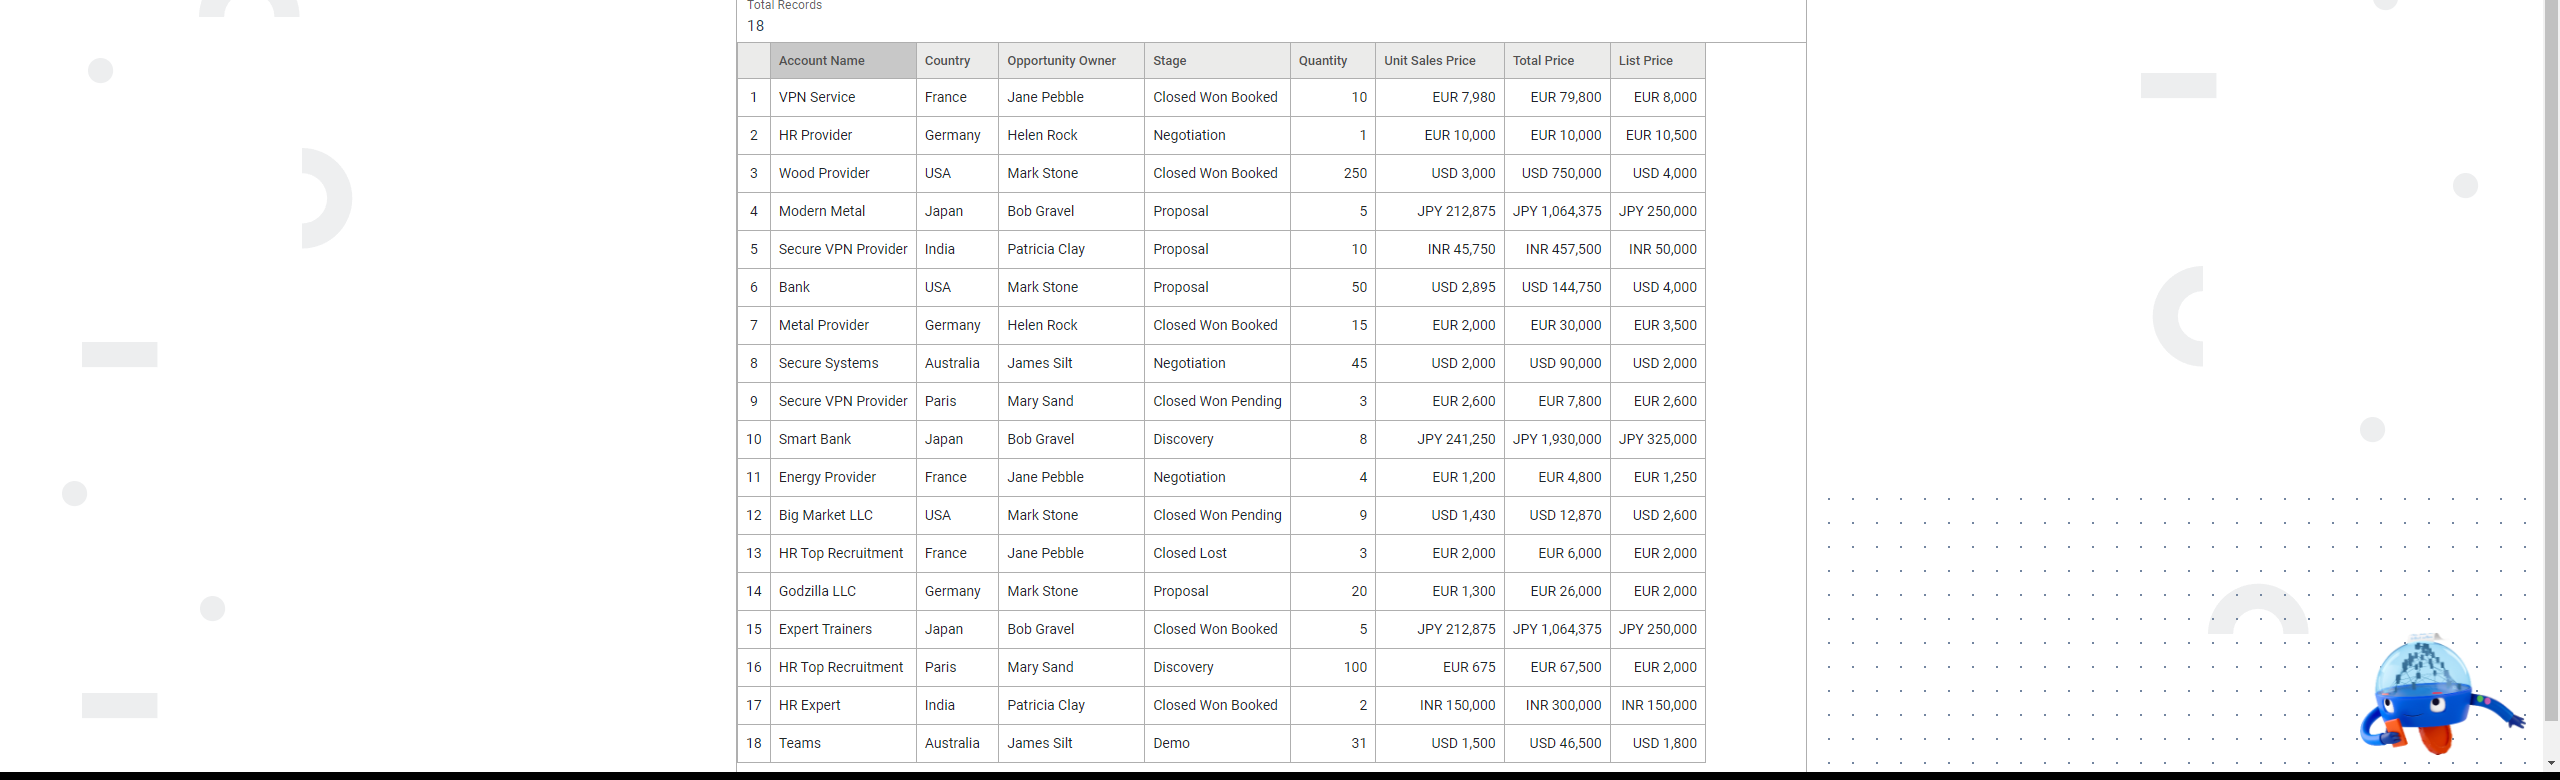 Total Records
18
Account Name Country Opportunity Owner Stage Quantity Unit Sales Price Total Price List Price
1 VPN Service France Jane Pebble Closed Won Booked 10 EUR 7,980 EUR 79,800 EUR 8,000
2 HR Provider Germany Helen Rock Negotiation 1 EUR 10,000 EUR 10,000 EUR 10,500
3 Wood Provider USA Mark Stone Closed Won Booked 250 USD 3,000 USD 750,000 USD 4,000
4 Modern Metal Japan Bob Gravel Proposal 5 JPY 212,875 JPY 1,064,375 JPY 250,000
5 Secure VPN Provider India Patricia Clay Proposal 10 INR 45,750 INR 457,500 INR 50,000
6 Bank USA Mark Stone Proposal 50 USD 2,895 USD 144,750 USD 4,000
7 Metal Provider Germany Helen Rock Closed Won Booked 15 EUR 2,000 EUR 30,000 EUR 3,500
8 Secure Systems Australia James Silt Negotiation 45 USD 2,000 USD 90,000 USD 2,000
9 Secure VPN Provider Paris Mary Sand Closed Won Pending 3 EUR 2,600 EUR 7,800 EUR 2,600
10 Smart Bank Japan Bob Gravel Discovery 8 JPY 241,250 JPY 1,930,000 JPY 325,000
11 Energy Provider France Jane Pebble Negotiation 4 EUR 1,200 EUR 4,800 EUR 1,250
12 Big Market LLC USA Mark Stone Closed Won Pending 9 USD 1,430 USD 12,870 USD 2,600
13 HR Top Recruitment France Jane Pebble Closed Lost 3 EUR 2,000 EUR 6,000 EUR 2,000
14 Godzilla LLC Germany Mark Stone Proposal 20 EUR 1,300 EUR 26,000 EUR 2,000
15 Expert Trainers Japan Bob Gravel Closed Won Booked 5 JPY 212,875 JPY 1,064,375 JPY 250,000
16 HR Top Recruitment Paris Mary Sand Discovery 100 EUR 675 EUR 67,500 EUR 2,000
17 HR Expert India Patricia Clay Closed Won Booked 2 INR 150,000 INR 300,000 INR 150,000
18 Teams Australia James Silt Demo 31 USD 1,500 USD 46,500 USD 1,800